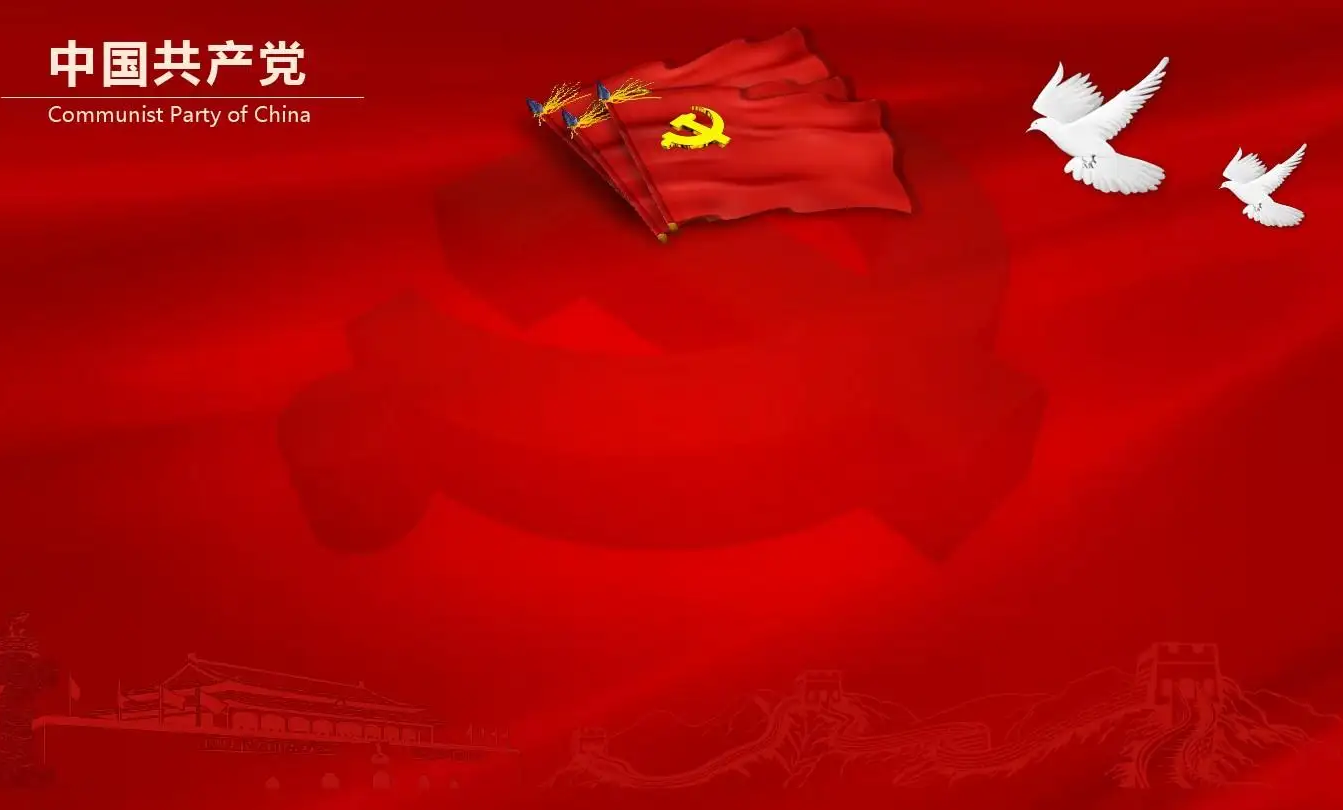 中国共产党
Communist Party of China